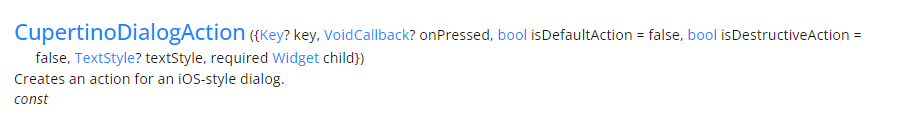 CupertinoDialogAction ({Key? key, VoidCallback? onPressed, bool isDefaultAction = false, bool isDestructiveAction =
false, TextStyle? textStyle, required Widget child})
Creates an action for an iOS-style dialog.
const